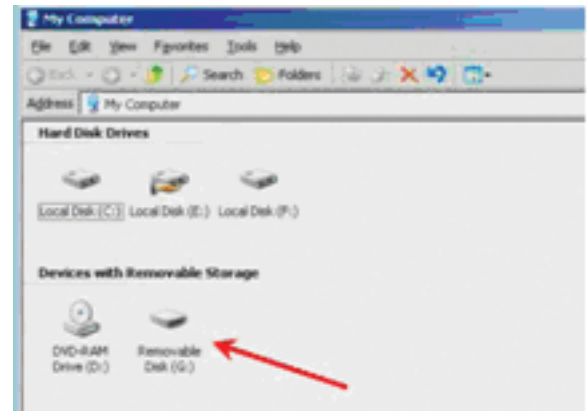 My Computer
File Edit View Favorites Tools Help
Back Search Folders
Address My Computer
Hard Disk Drives
Local Disk (C:) Local Disk (E:) Local Disk (F:)
Devices with Removable Storage
DVD-RAM Removable
Drive (D:) Disk (G:)